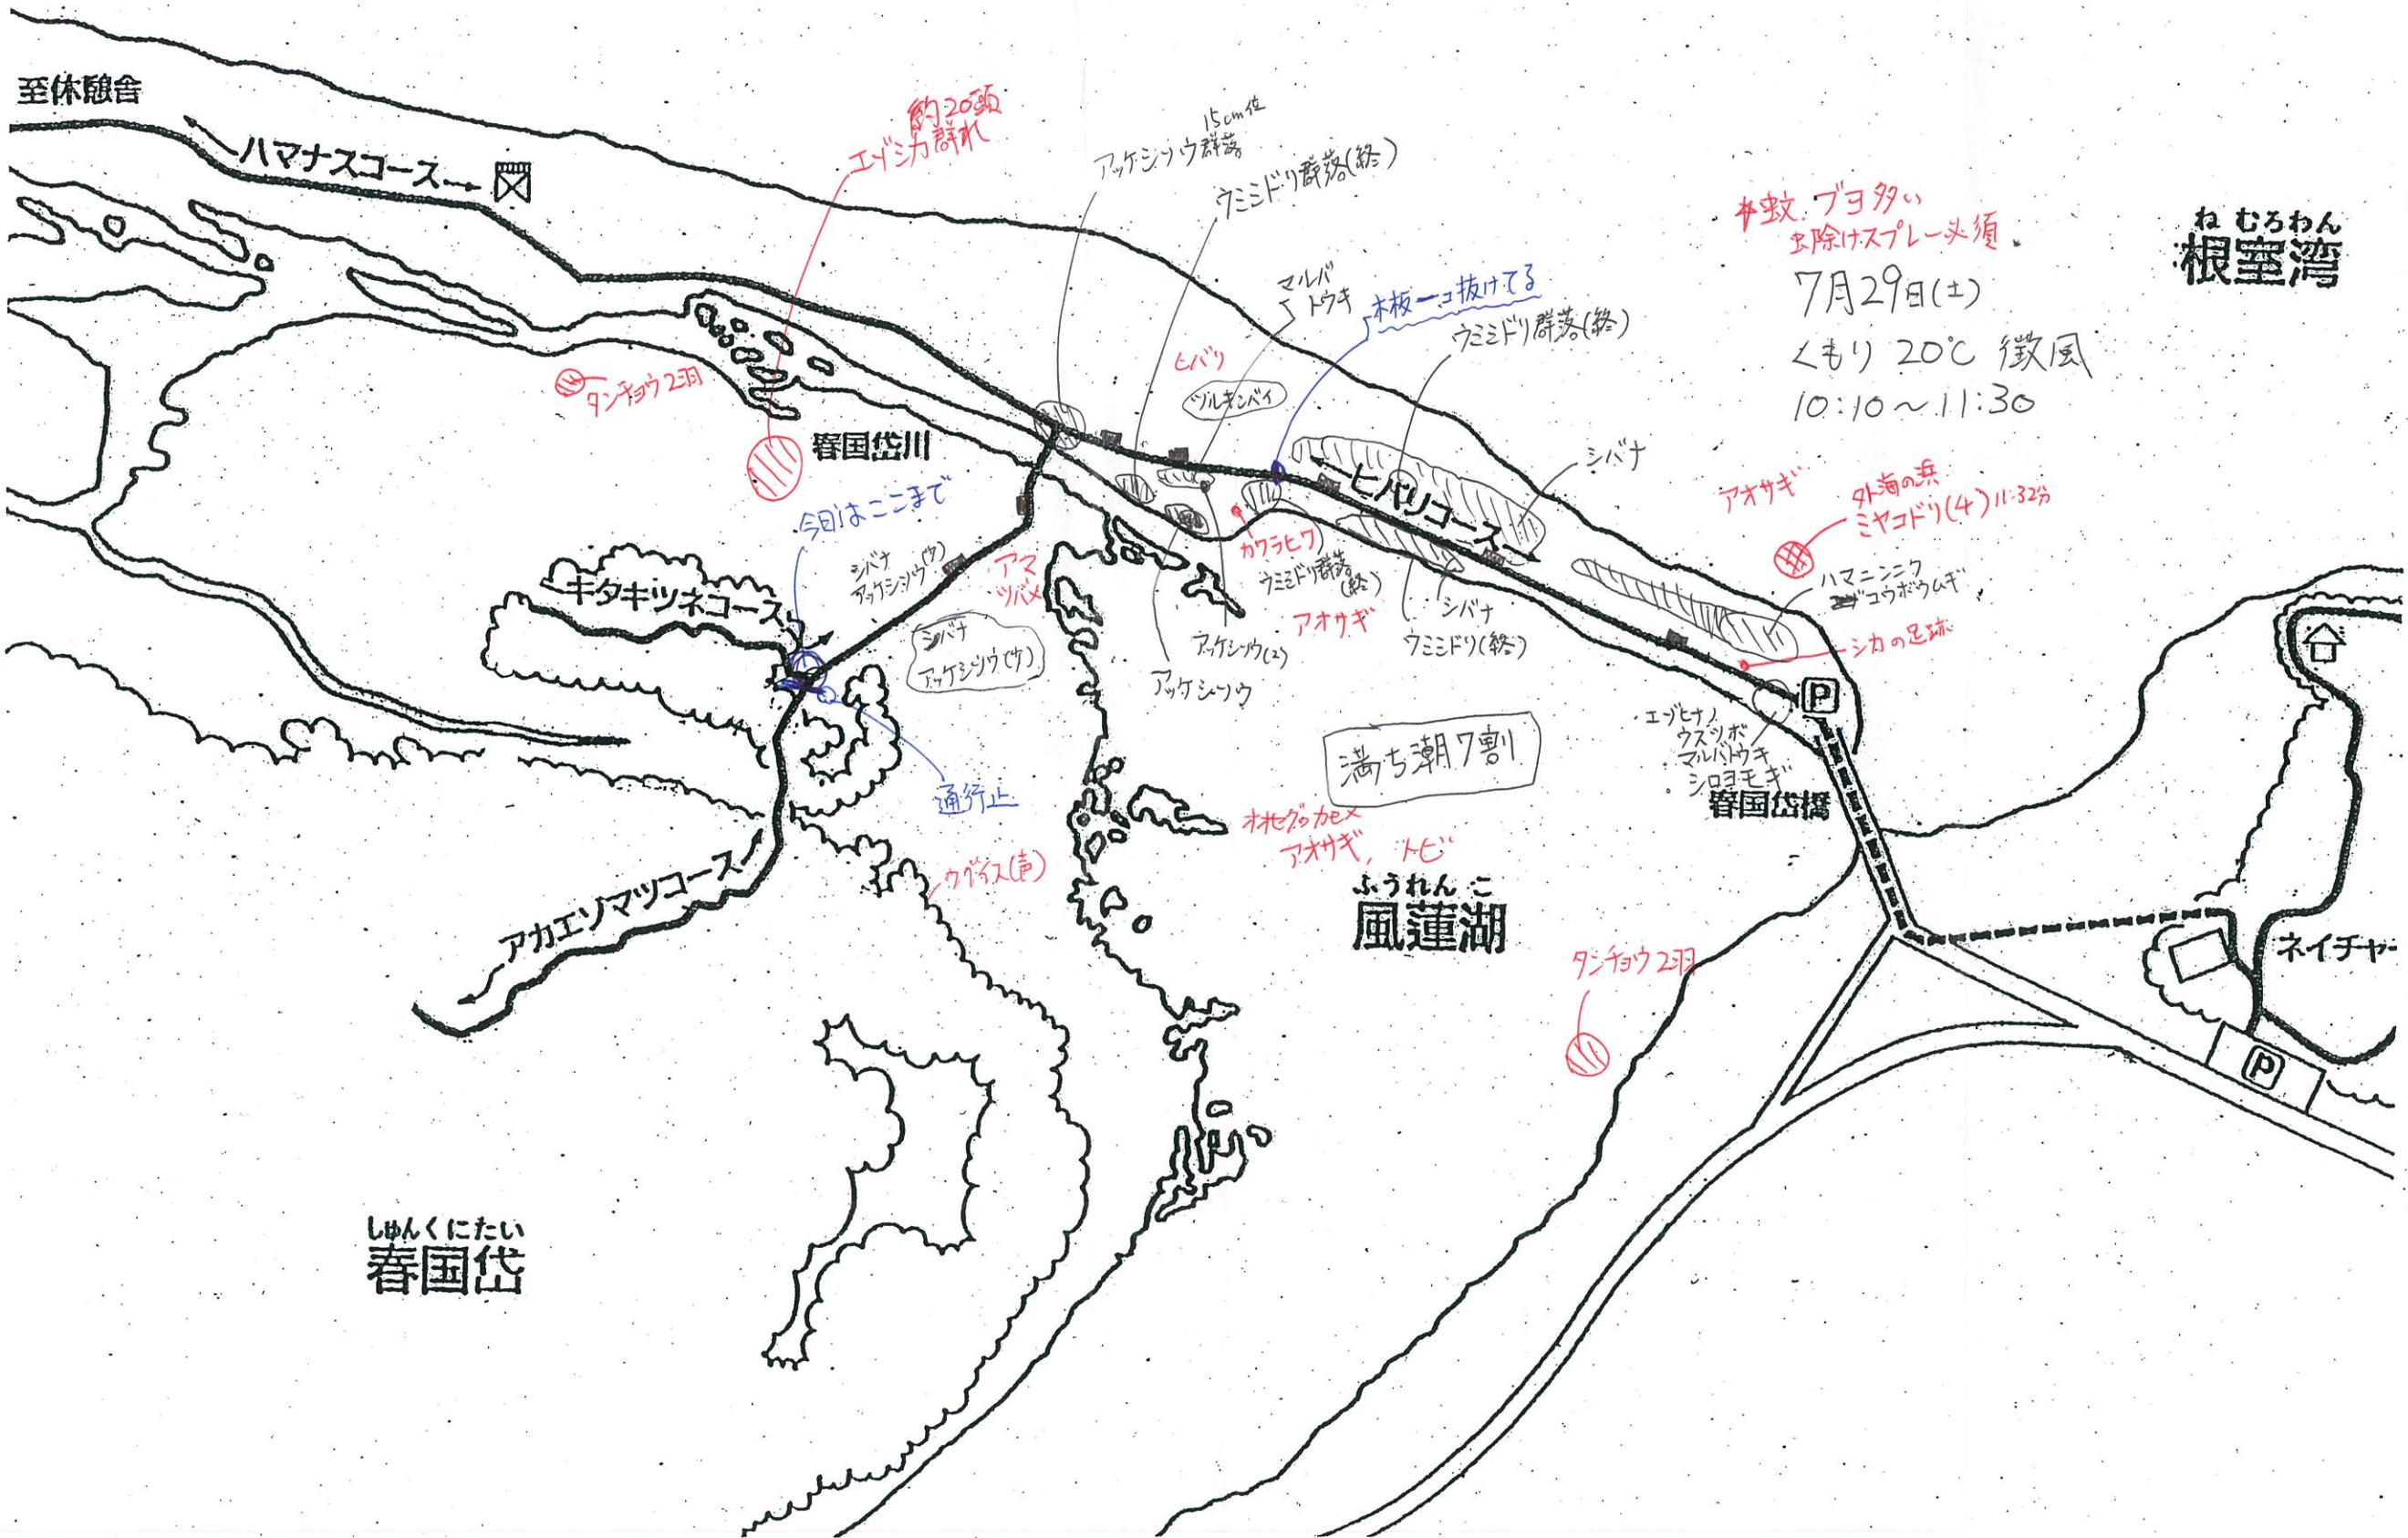 至休憩舎
ハマナスコース
約20頭
エゾシカ群れ
15cm位
アッケシソウ群落
ウミミドリ群落(終)
マルバ
トウキ
木板一コ抜けてる
ウミミドリ群落(終)
*蚊 ブヨ多い
虫除けスプレー必須
7月29日(土)
くもり 20℃ 微風
10:10～11:30
ねむろわん
根室湾
ヒバリ
ツルキンバイ
タンチョウ2羽
春国岱川
ヒバリコース
シバナ
アオサギ
外海の浜
ミヤコドリ(4) 11:32分
ハマニンニク
コウボウムギ
シカの足跡
今日はここまで
シバナ
アッケシソウ(ウ)
アマ
ツバメ
カワラヒワ
ウミミドリ群落
(終)
アオサギ
シバナ
ウミミドリ(終)
アッケシソウ(2)
アッケシソウ
キタキツネコース
シバナ
アッケシソウ(ウ)
P
エゾヒナノ
ウスツボ
マルバトウキ
シロヨモギ
春国岱橋
満ち潮7割
通行止
オオセグロカモメ
アオサギ, トビ
ウグイス(声)
アカエゾマツコース
ふうれんこ
風蓮湖
タンチョウ2羽
ネイチャー
P
しゅんくにたい
春国岱